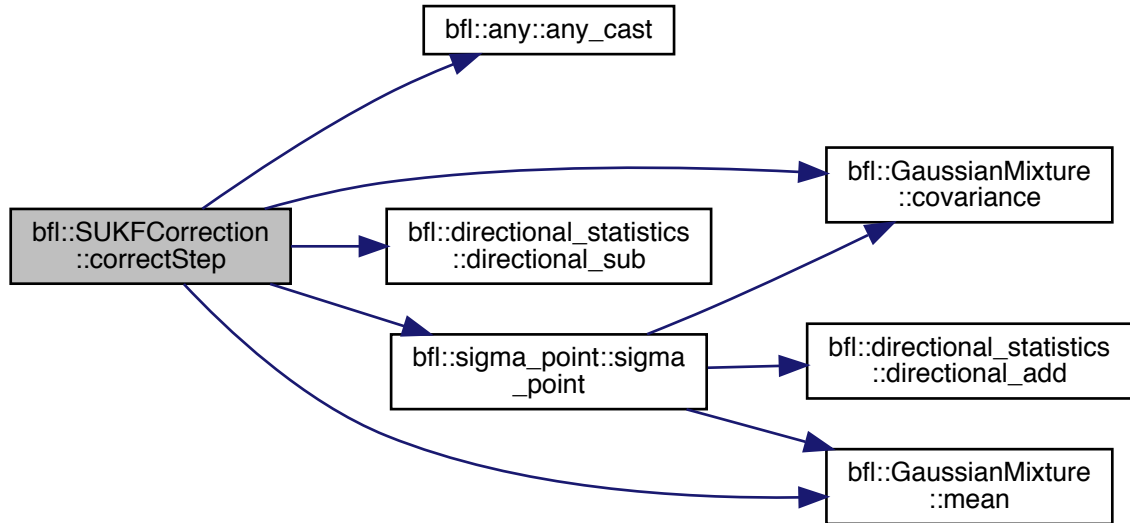 bfl::any::any_cast
bfl::GaussianMixture
::covariance
bfl::SUKFCorrection
::correctStep
bfl::directional_statistics
::directional_sub
bfl::sigma_point::sigma
_point
bfl::directional_statistics
::directional_add
bfl::GaussianMixture
::mean